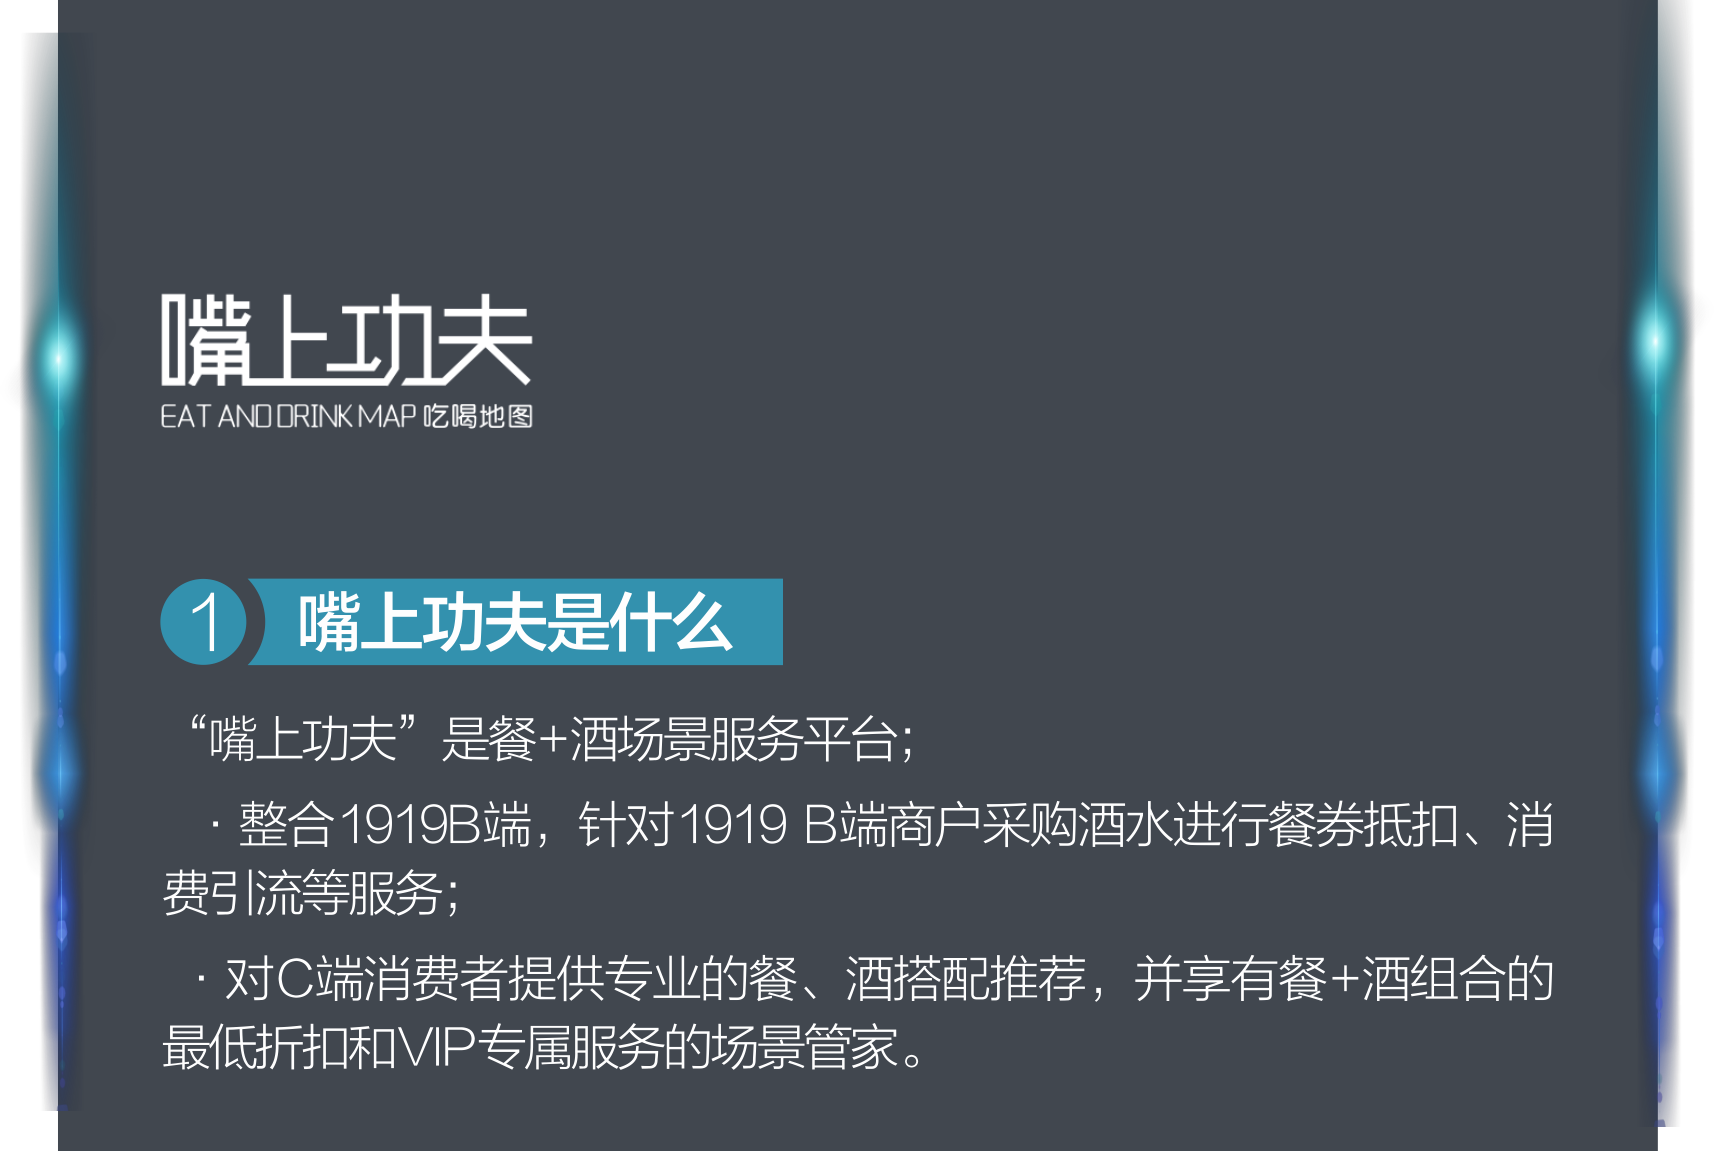 嘴上功夫
EAT AND DRINK MAP 吃喝地图
1 嘴上功夫是什么
“嘴上功夫”是餐+酒场景服务平台；
·整合1919B端，针对1919 B端商户采购酒水进行餐券抵扣、消
费引流等服务；
·对C端消费者提供专业的餐、酒搭配推荐，并享有餐+酒组合的
最低折扣和VIP专属服务的场景管家。